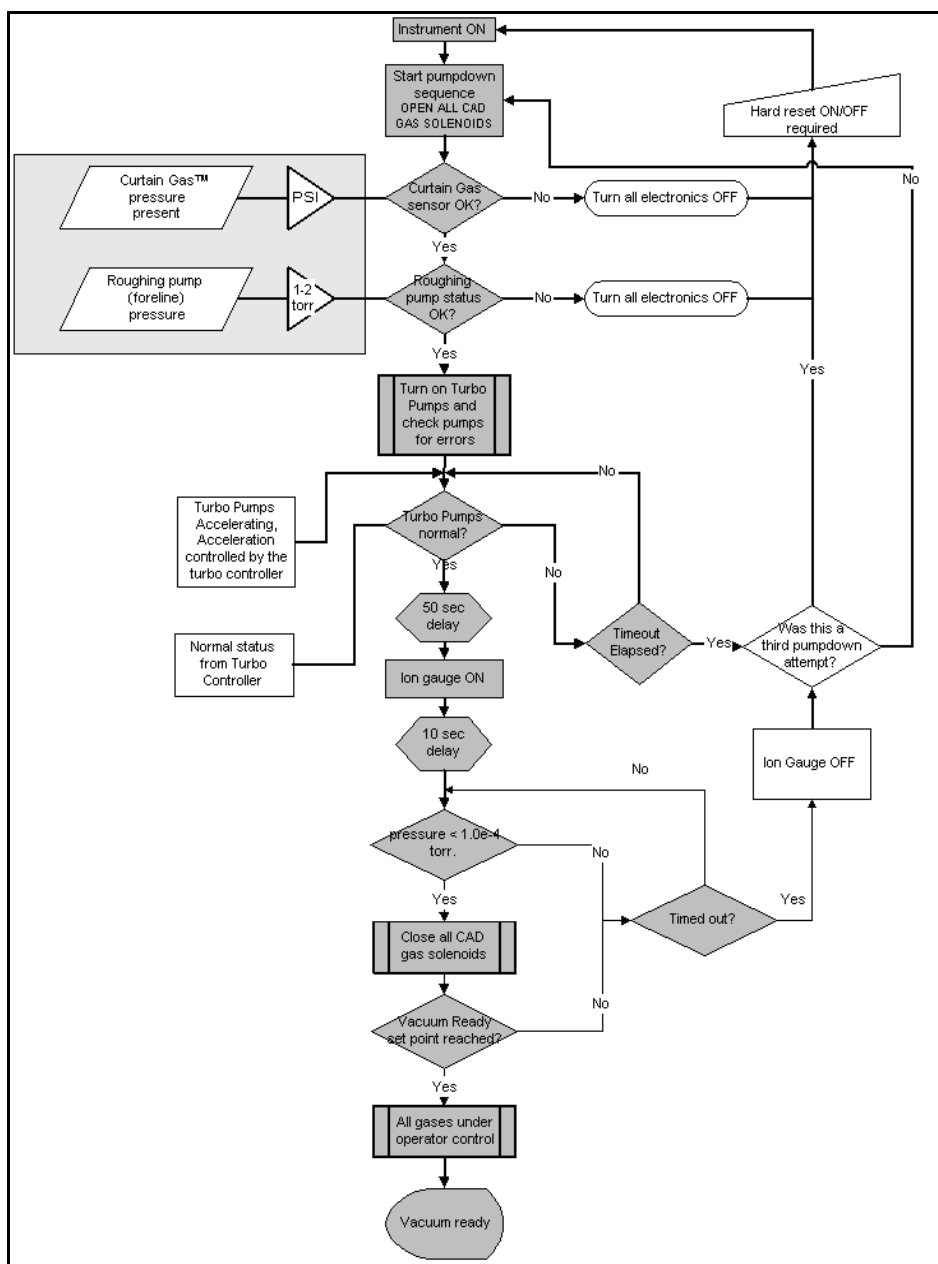 Instrument ON
Start pumpdown
sequence
OPEN ALL CAD
GAS SOLENOIDS
Hard reset ON/OFF
required
Curtain Gas™
pressure
present
PSI
Curtain Gas
sensor OK?
No
Turn all electronics OFF
No
Yes
Roughing pump
(foreline)
pressure
1-2
torr
Roughing
pump status
OK?
No
Turn all electronics OFF
Yes
Yes
Turn on Turbo
Pumps and
check pumps
for errors
No
Turbo Pumps
Accelerating,
Acceleration
controlled by the
turbo controller
Turbo Pumps
normal?
Yes
No
50 sec
delay
Normal status
from Turbo
Controller
Timeout
Elapsed?
Yes
Was this a
third pumpdown
attempt?
Ion gauge ON
10 sec
delay
Ion Gauge OFF
No
pressure < 1.0e-4
torr.
No
Yes
Timed out?
Yes
Close all CAD
gas solenoids
No
Vacuum Ready
set point reached?
Yes
All gases under
operator control
Vacuum ready